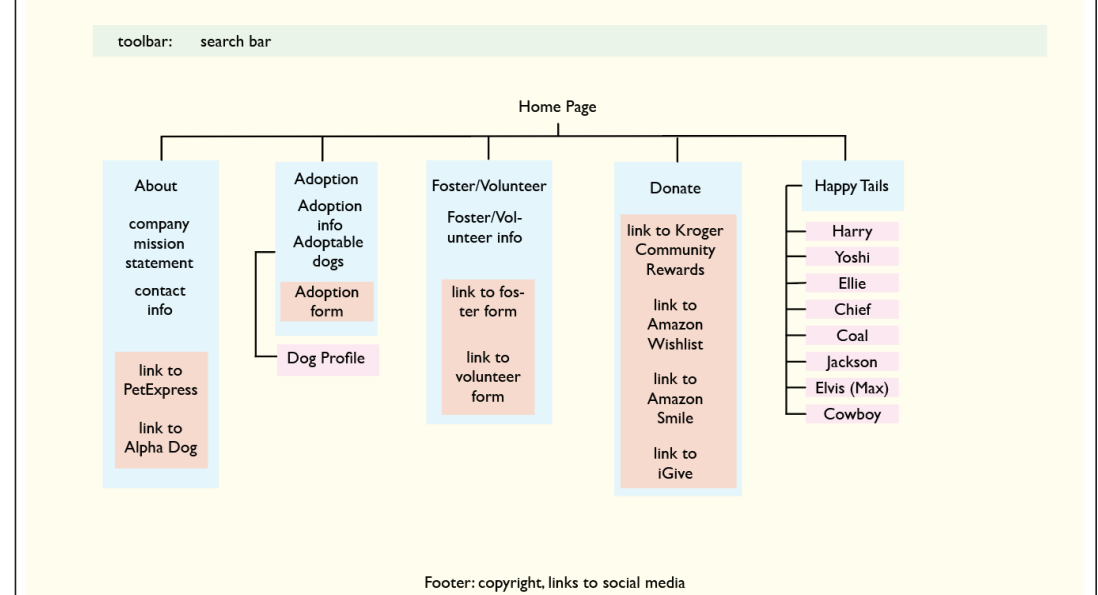 toolbar: search bar
Home Page
About
company
mission
statement
contact
info
link to
PetExpress
link to
Alpha Dog
Adoption
Adoption
info
Adoptable
dogs
Adoption
form
Dog Profile
Foster/Volunteer
Foster/Vol-
unteer info
link to fos-
ter form
link to
volunteer
form
Donate
link to Kroger
Community
Rewards
link to
Amazon
Wishlist
link to
Amazon
Smile
link to
iGive
Happy Tails
Harry
Yoshi
Ellie
Chief
Coal
Jackson
Elvis (Max)
Cowboy
Footer: copyright, links to social media